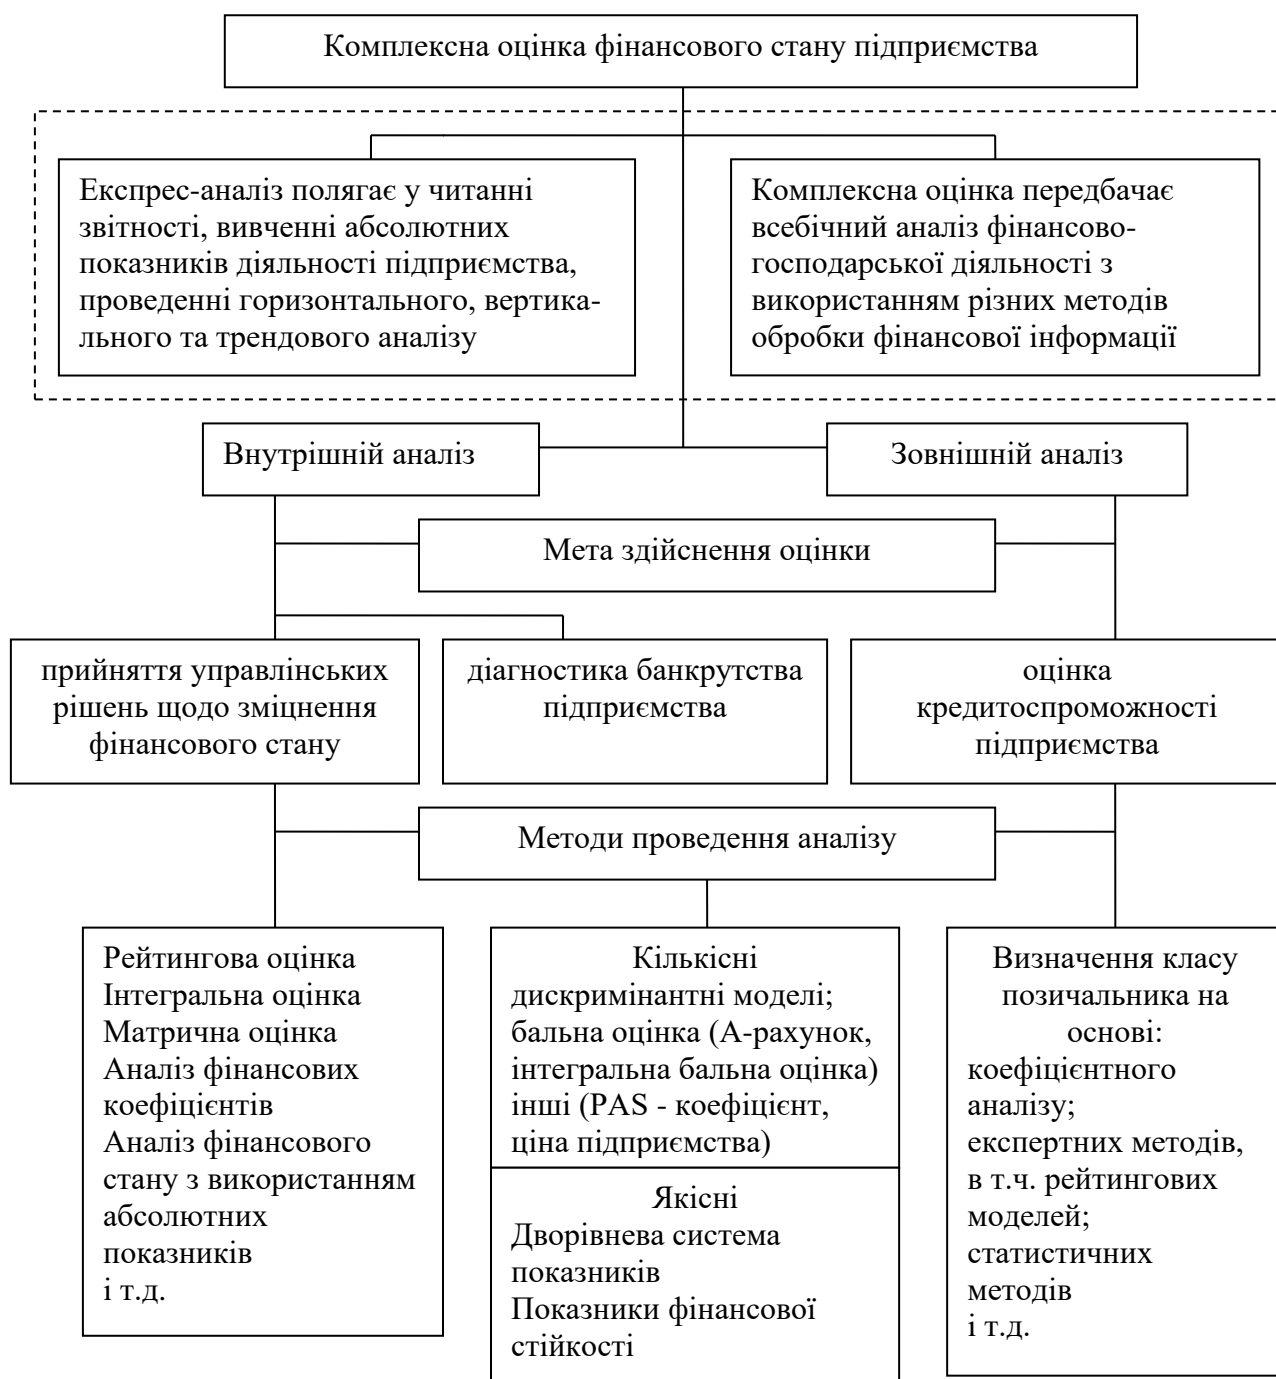 Комплексна оцінка фінансового стану підприємства
Експрес-аналіз полягає у читанні
звітності, вивченні абсолютних
показників діяльності підприємства,
проведенні горизонтального, вертика-
льного та трендового аналізу
Комплексна оцінка передбачає
всебічний аналіз фінансово-
господарської діяльності з
використанням різних методів
обробки фінансової інформації
Внутрішній аналіз
Зовнішній аналіз
Мета здійснення оцінки
прийняття управлінських
рішень щодо зміцнення
фінансового стану
діагностика банкрутства
підприємства
оцінка
кредитоспроможності
підприємства
Методи проведення аналізу
Рейтингова оцінка
Інтегральна оцінка
Матрична оцінка
Аналіз фінансових
коефіцієнтів
Аналіз фінансового
стану з використанням
абсолютних
показників
і т.д.
Кількісні
дискримінантні моделі;
бальна оцінка (А-рахунок,
інтегральна бальна оцінка)
інші (PAS - коефіцієнт,
ціна підприємства)
Якісні
Дворівнева система
показників
Показники фінансової
стійкості
Визначення класу
позичальника на
основі:
коефіцієнтного
аналізу;
експертних методів,
в т.ч. рейтингових
моделей;
статистичних
методів
і т.д.